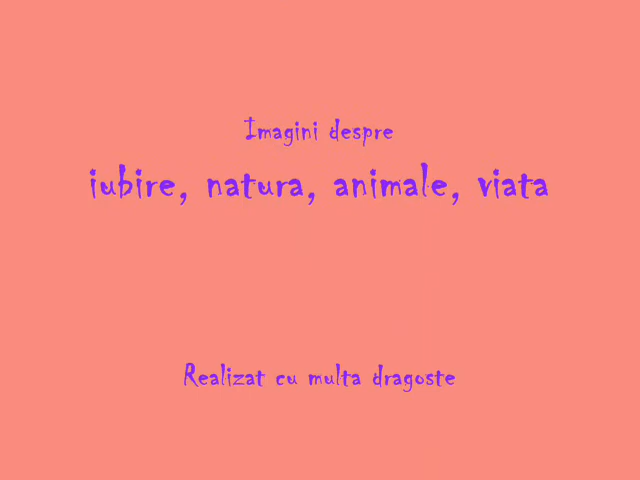 Imagini despre
iubire, natura, animale, viata
Realizat cu multa dragoste